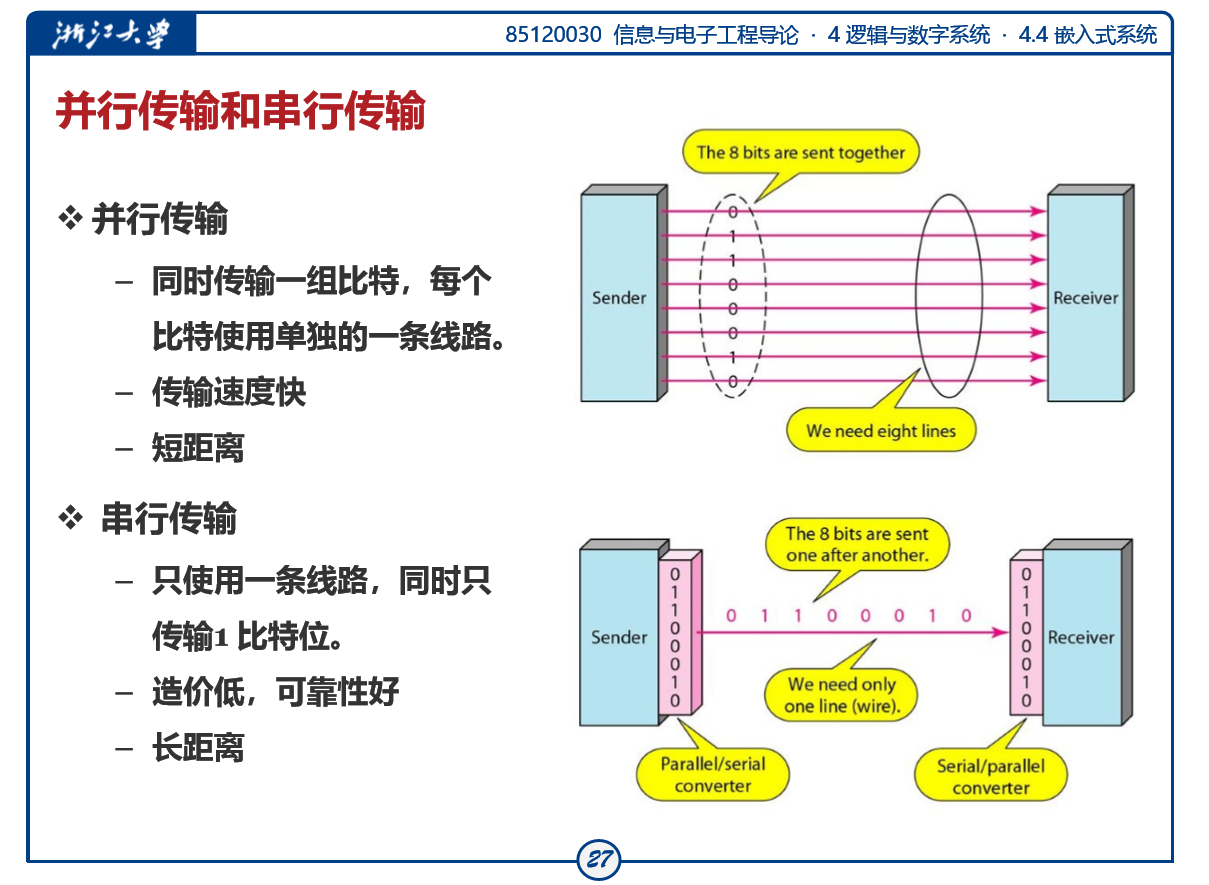 浙江大学
85120030 信息与电子工程导论 · 4 逻辑与数字系统 · 4.4 嵌入式系统
并行传输和串行传输
❖ 并行传输
– 同时传输一组比特，每个
比特使用单独的一条线路。
– 传输速度快
– 短距离
❖ 串行传输
– 只使用一条线路，同时只
传输1 比特位。
– 造价低，可靠性好
– 长距离
The 8 bits are sent together
Sender
0
1
1
0
0
0
1
0
Receiver
We need eight lines
The 8 bits are sent
one after another.
Sender
0
1
1
0
0
0
1
0
0 1 1 0 0 0 1 0
0
1
1
0
0
0
1
0
Receiver
We need only
one line (wire).
Parallel/serial
converter
Serial/parallel
converter
27